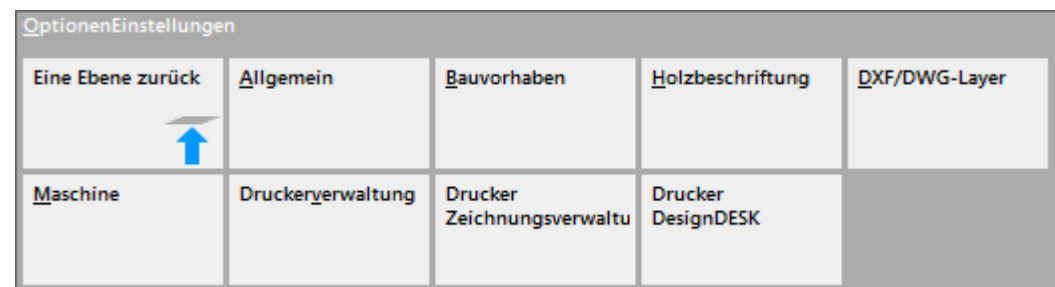 OptionenEinstellungen
Eine Ebene zurück
Allgemein
Bauvorhaben
Holzbeschriftung
DXF/DWG-Layer
Maschine
Druckerverwaltung
Drucker
Zeichnungsverwaltu
Drucker
DesignDESK